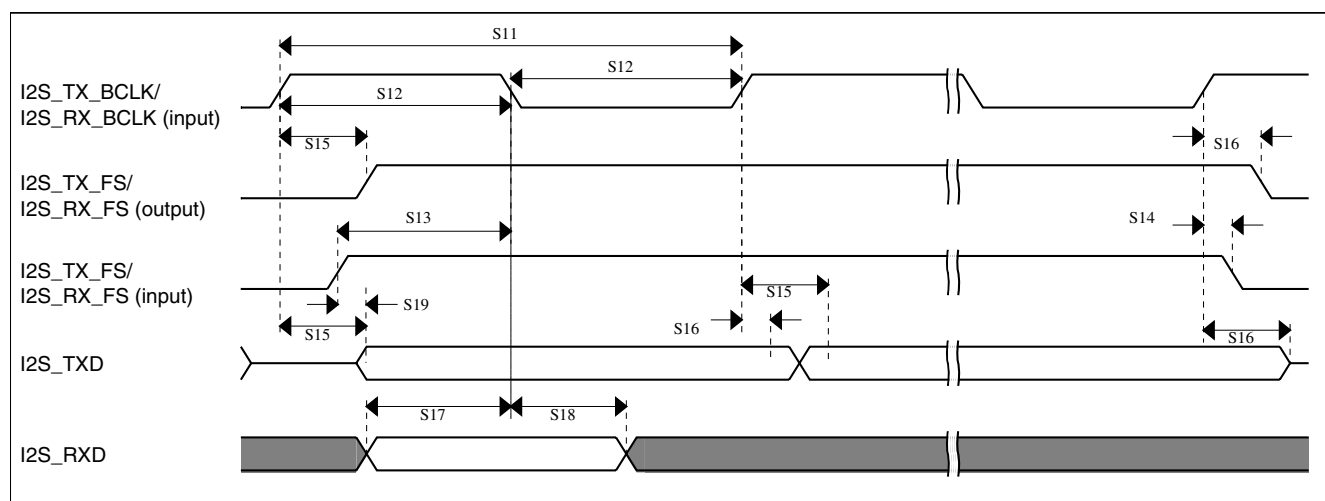 S11
S12
I2S_TX_BCLK/
I2S_RX_BCLK (input)
S12
S15
S16
I2S_TX_FS/
I2S_RX_FS (output)
S13
S14
I2S_TX_FS/
I2S_RX_FS (input)
S15
S19
S15
S16
S16
I2S_TXD
S17
S18
I2S_RXD